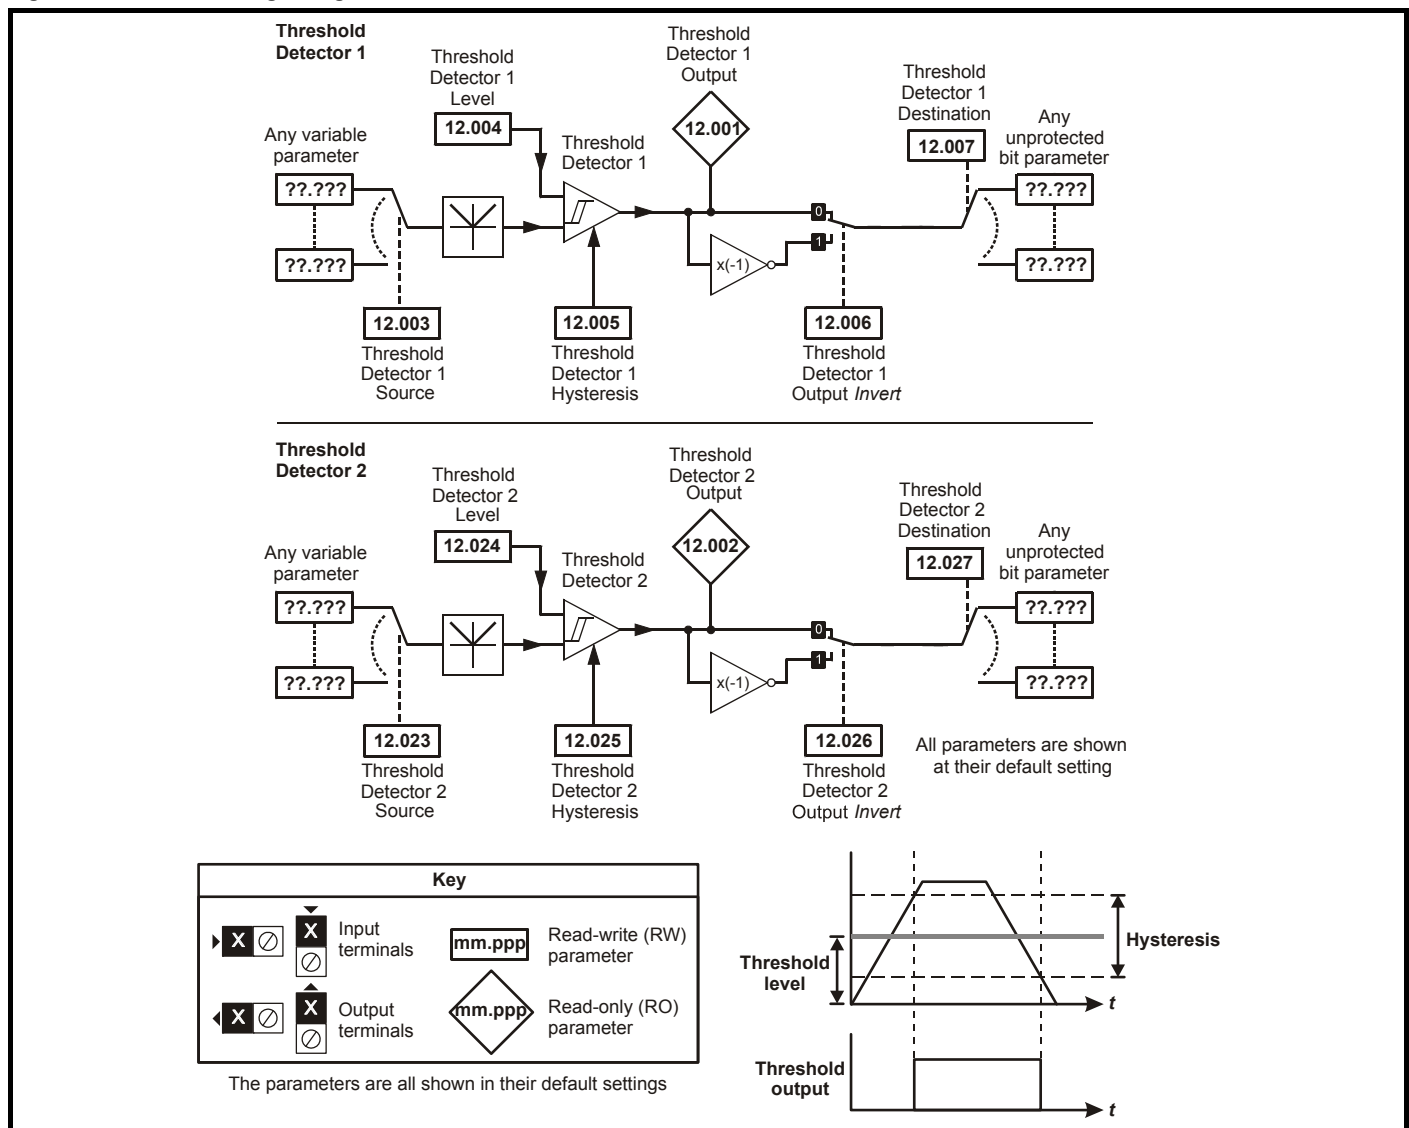 Threshold
Detector 1
Threshold
Detector 1
Level
12.004
Threshold
Detector 1
Output
12.001
Threshold
Detector 1
Destination
12.007
Any variable
parameter
??.???
??.???
Threshold
Detector 1
Any
unprotected
bit parameter
??.???
??.???
0
1
x(-1)
12.003
Threshold
Detector 1
Source
12.005
Threshold
Detector 1
Hysteresis
12.006
Threshold
Detector 1
Output Invert
Threshold
Detector 2
Threshold
Detector 2
Level
12.024
Threshold
Detector 2
Output
12.002
Threshold
Detector 2
Destination
12.027
Any variable
parameter
??.???
??.???
Threshold
Detector 2
Any
unprotected
bit parameter
??.???
??.???
0
1
x(-1)
12.023
Threshold
Detector 2
Source
12.025
Threshold
Detector 2
Hysteresis
12.026
Threshold
Detector 2
Output Invert
All parameters are shown
at their default setting
Key
X
X
Input
terminals
mm.ppp
Read-write (RW)
parameter
X
X
Output
terminals
mm.ppp
Read-only (RO)
parameter
The parameters are all shown in their default settings
Threshold
level
Hysteresis
t
Threshold
output
t